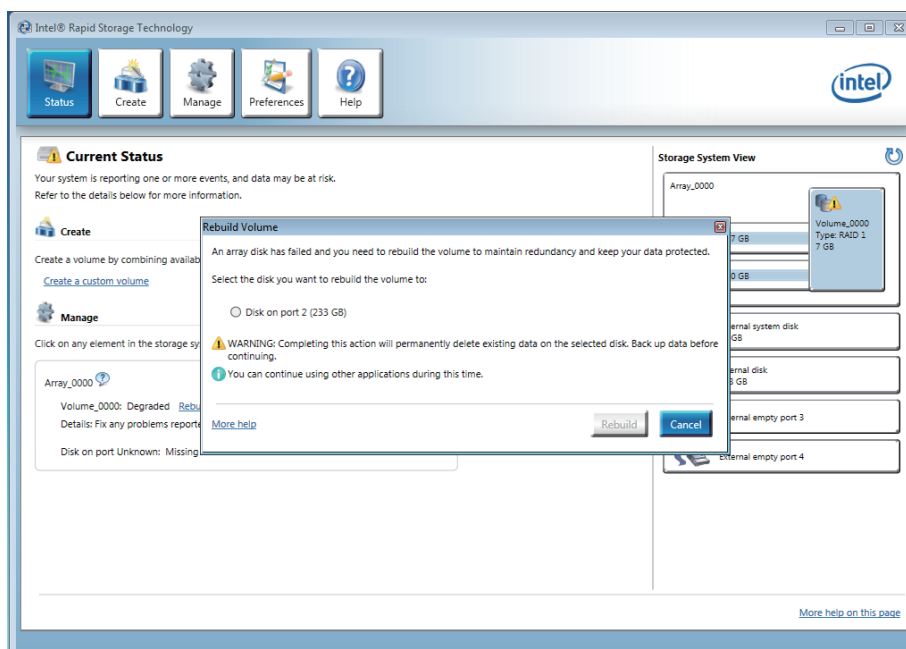 Intel® Rapid Storage Technology
Status
Create
Manage
Preferences
Help
intel
Current Status
Your system is reporting one or more events, and data may be at risk.
Refer to the details below for more information.
Create
Create a volume by combining availab
Create a custom volume
Manage
Click on any element in the storage sy
Array_0000
Volume_0000: Degraded Rebu
Details: Fix any problems reporte
Disk on port Unknown: Missing
Rebuild Volume
An array disk has failed and you need to rebuild the volume to maintain redundancy and keep your data protected.
Select the disk you want to rebuild the volume to:
Disk on port 2 (233 GB)
WARNING: Completing this action will permanently delete existing data on the selected disk. Back up data before
continuing.
You can continue using other applications during this time.
More help
Rebuild
Cancel
Storage System View
Array_0000
Volume_0000
Type: RAID 1
7 GB
7 GB
0 GB
ernal system disk
GB
ernal disk
GB
ernal empty port 3
External empty port 4
More help on this page